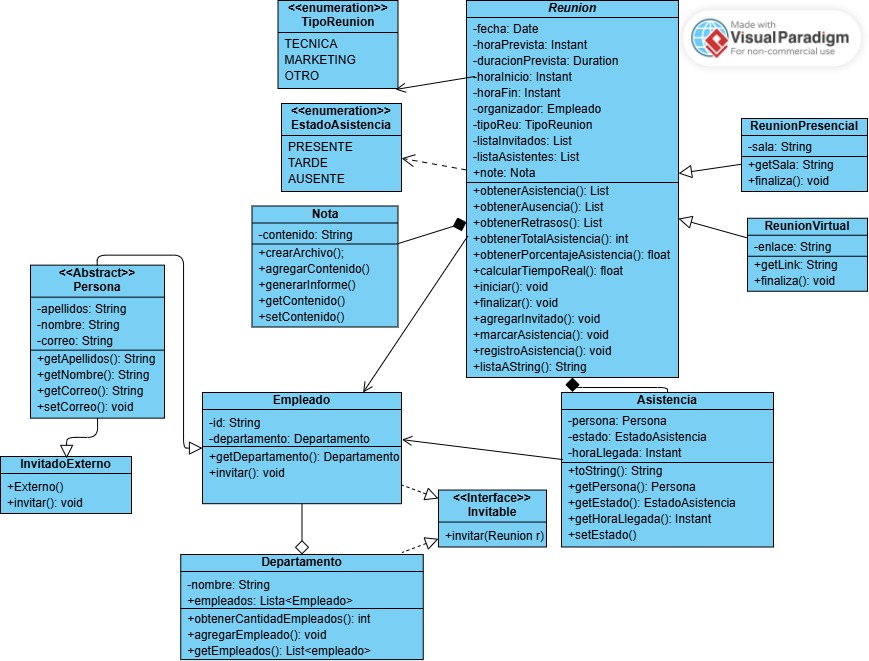 <<enumeration>>
TipoReunion
TECNICA
MARKETING
OTRO
<<enumeration>>
EstadoAsistencia
PRESENTE
TARDE
AUSENTE
Reunion
-fecha: Date
-horaPrevista: Instant
-duracionPrevista: Duration
-horaInicio: Instant
-horaFin: Instant
-organizador: Empleado
-tipoReu: TipoReunion
-listaInvitados: List
-listaAsistentes: List
+note: Nota
+obtenerAsistencia(): List
+obtenerAusencia(): List
+obtenerRetrasos(): List
+obtenerTotalAsistencia(): int
+obtenerPorcentajeAsistencia(): float
+calcularTiempoReal(): float
+iniciar(): void
+finalizar(): void
+agregarInvitado(): void
+marcarAsistencia(): void
+registroAsistencia(): void
+listaAString(): String
Made with
Visual Paradigm
For non-commercial use
ReunionPresencial
-sala: String
+getSala: String
+finaliza(): void
ReunionVirtual
-enlace: String
+getLink: String
+finaliza(): void
Nota
-contenido: String
+crearArchivo();
+agregarContenido()
+generarInforme()
+getContenido()
+setContenido()
<<Abstract>>
Persona
-apellidos: String
-nombre: String
-correo: String
+getApellidos(): String
+getNombre(): String
+getCorreo(): String
+setCorreo(): void
InvitadoExterno
+Externo()
+invitar(): void
Empleado
-id: String
-departamento: Departamento
+getDepartamento(): Departamento
+invitar(): void
Asistencia
-persona: Persona
-estado: EstadoAsistencia
-horaLlegada: Instant
+toString(): String
+getPersona(): Persona
+getEstado(): EstadoAsistencia
+getHoraLlegada(): Instant
+setEstado()
<<Interface>>
Invitable
+invitar(Reunion r)
Departamento
-nombre: String
+empleados: Lista<Empleado>
+obtenerCantidadEmpleados(): int
+agregarEmpleado(): void
+getEmpleados(): List<empleado>